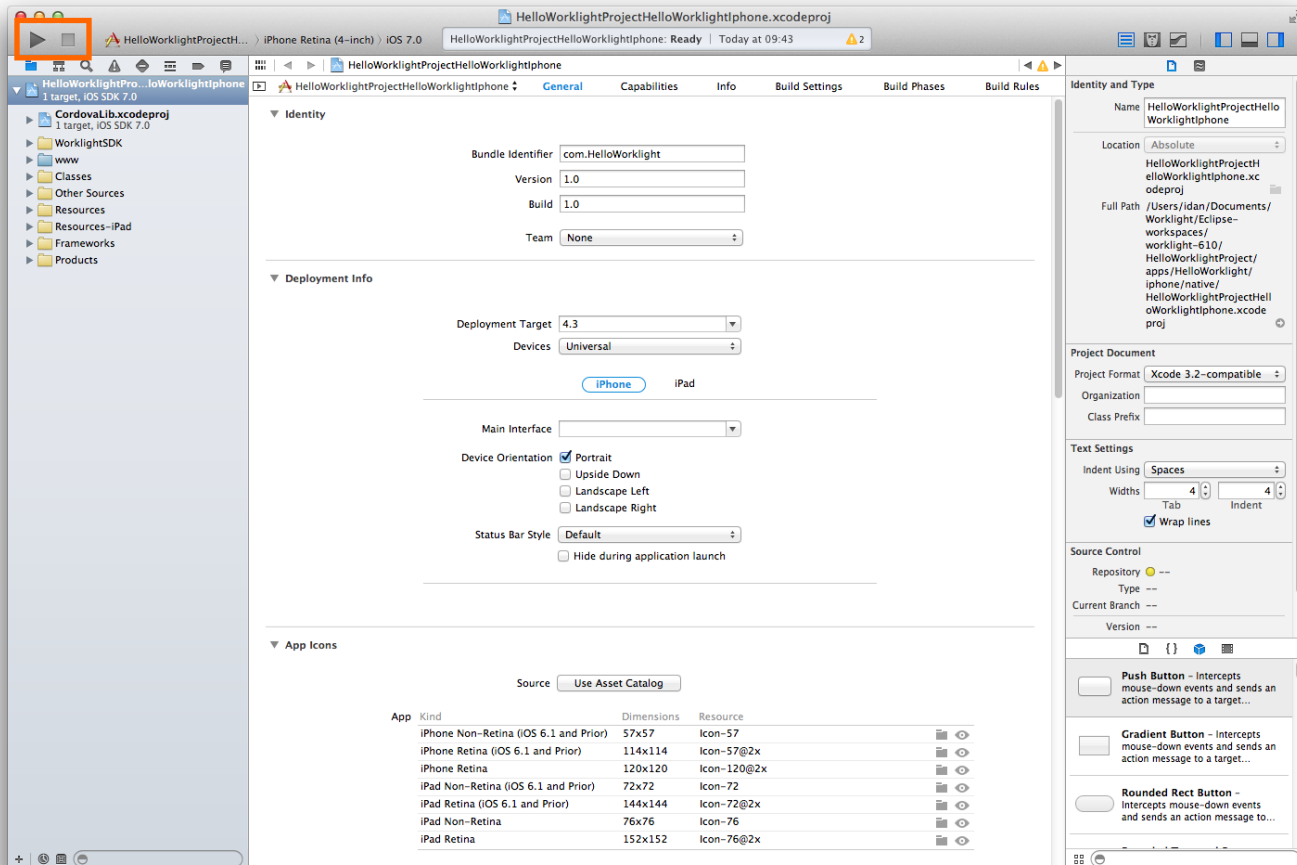 HelloWorklightProjectHelloWorklightIphone.xcodeproj
HelloWorklightProjectH... iPhone Retina (4-inch) iOS 7.0
HelloWorklightProjectHelloWorklightIphone: Ready | Today at 09:43 2
HelloWorklightProjectHelloWorklightIphone
HelloWorklightPro...loWorklightIphone
1 target, iOS SDK 7.0
CordovaLib.xcodeproj
1 target, iOS SDK 7.0
WorklightSDK
www
Classes
Other Sources
Resources
Resources-iPad
Frameworks
Products
HelloWorklightProjectHelloWorklightIphone General Capabilities Info Build Settings Build Phases Build Rules
Identity
Bundle Identifier com.HelloWorklight
Version 1.0
Build 1.0
Team None
Deployment Info
Deployment Target 4.3
Devices Universal
iPhone iPad
Main Interface
Device Orientation Portrait
Upside Down
Landscape Left
Landscape Right
Status Bar Style Default
Hide during application launch
App Icons
Source Use Asset Catalog
App Kind Dimensions Resource
iPhone Non-Retina (iOS 6.1 and Prior) 57x57 Icon-57
iPhone Retina (iOS 6.1 and Prior) 114x114 Icon-57@2x
iPhone Retina 120x120 Icon-120@2x
iPad Non-Retina (iOS 6.1 and Prior) 72x72 Icon-72
iPad Retina (iOS 6.1 and Prior) 144x144 Icon-72@2x
iPad Non-Retina 76x76 Icon-76
iPad Retina 152x152 Icon-76@2x
Identity and Type
Name HelloWorklightProjectHello
WorklightIphone
Location Absolute
HelloWorklightProjectH
elloWorklightIphone.xc
odeproj
Full Path /Users/idan/Documents/
Worklight/Eclipse-
workspaces/
worklight-610/
HelloWorklightProject/
apps/HelloWorklight/
iphone/native/
HelloWorklightProjectHell
oWorklightIphone.xcode
proj
Project Document
Project Format Xcode 3.2-compatible
Organization
Class Prefix
Text Settings
Indent Using Spaces
Widths 4 4
Tab Indent
Wrap lines
Source Control
Repository --
Type --
Current Branch --
Version --
{}
Push Button - Intercepts
mouse-down events and sends an
action message to a target...
Gradient Button - Intercepts
mouse-down events and sends an
action message to a target...
Rounded Rect Button -
Intercepts mouse-down events
and sends an action message to...